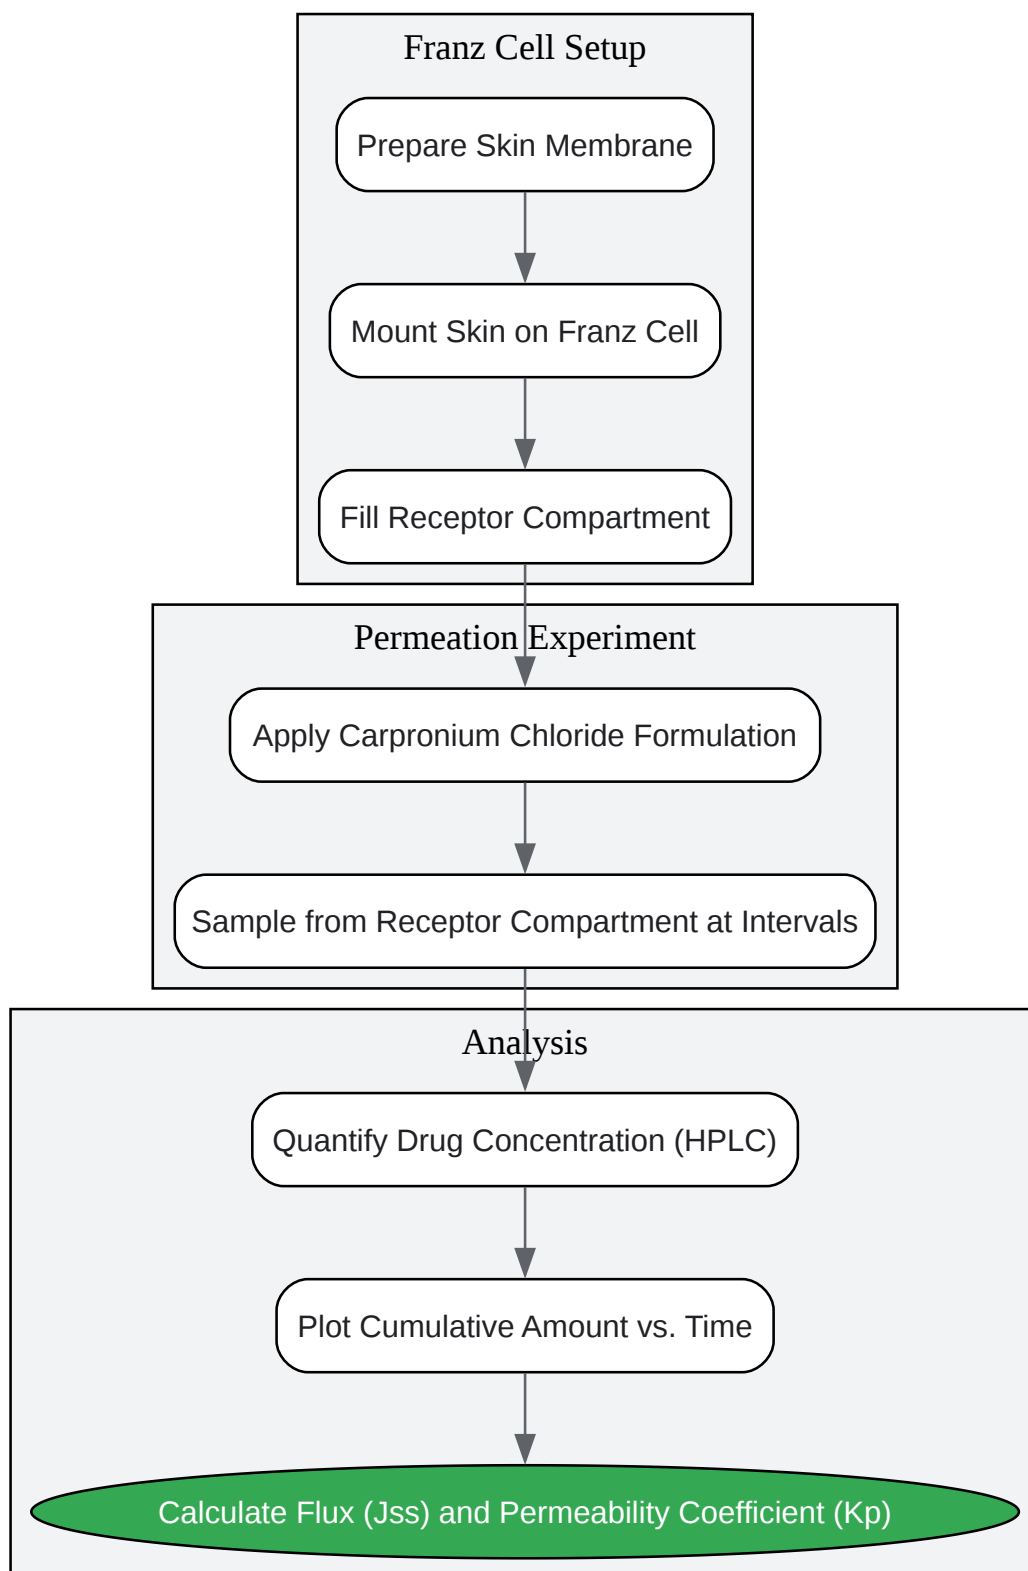 Franz Cell Setup
Prepare Skin Membrane
Mount Skin on Franz Cell
Fill Receptor Compartment
Permeation Experiment
Apply Carpronium Chloride Formulation
Sample from Receptor Compartment at Intervals
Analysis
Quantify Drug Concentration (HPLC)
Plot Cumulative Amount vs. Time
Calculate Flux (Jss) and Permeability Coefficient (Kp)